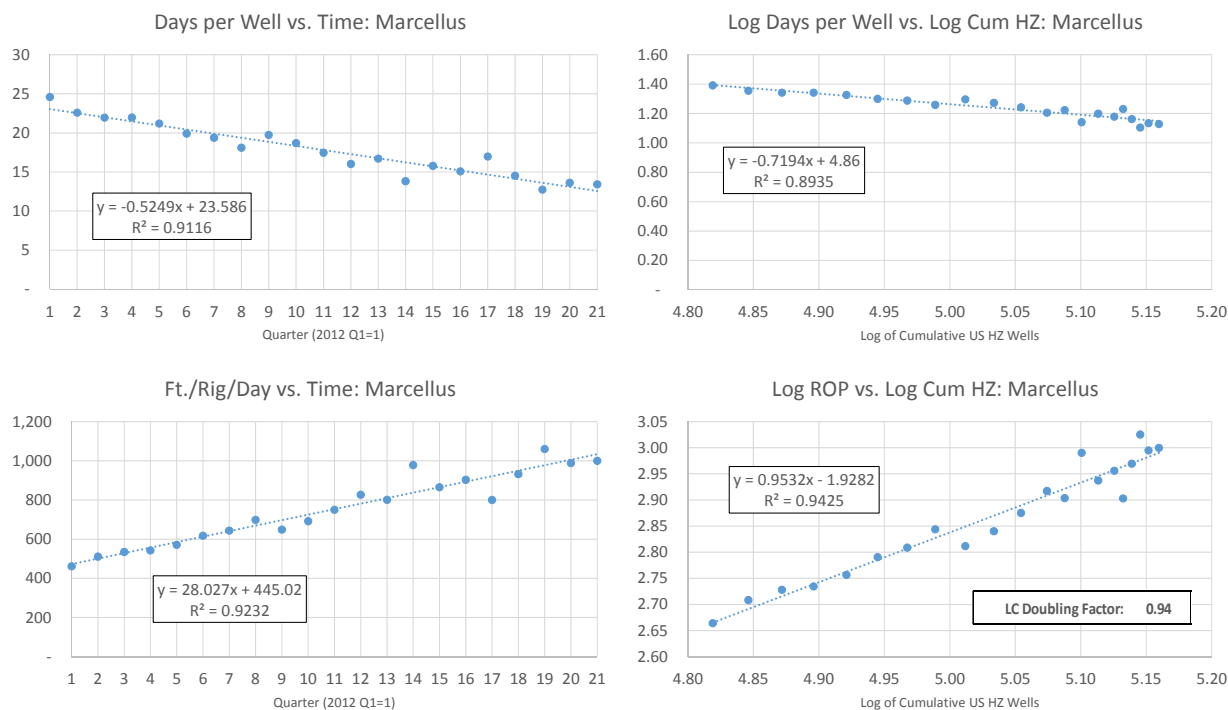 Days per Well vs. Time: Marcellus
30
25
20
15
10
5
-
y = -0.5249x + 23.586
R² = 0.9116
1 2 3 4 5 6 7 8 9 10 11 12 13 14 15 16 17 18 19 20 21
Quarter (2012 Q1=1)
Log Days per Well vs. Log Cum HZ: Marcellus
1.60
1.40
1.20
1.00
0.80
0.60
0.40
0.20
-
y = -0.7194x + 4.86
R² = 0.8935
4.80 4.85 4.90 4.95 5.00 5.05 5.10 5.15 5.20
Log of Cumulative US HZ Wells
Ft./Rig/Day vs. Time: Marcellus
1,200
1,000
800
600
400
200
-
y = 28.027x + 445.02
R² = 0.9232
1 2 3 4 5 6 7 8 9 10 11 12 13 14 15 16 17 18 19 20 21
Quarter (2012 Q1=1)
Log ROP vs. Log Cum HZ: Marcellus
3.05
3.00
2.95
2.90
2.85
2.80
2.75
2.70
2.65
2.60
y = 0.9532x - 1.9282
R² = 0.9425
LC Doubling Factor: 0.94
4.80 4.85 4.90 4.95 5.00 5.05 5.10 5.14 5.20
Log of Cumulative US HZ Wells